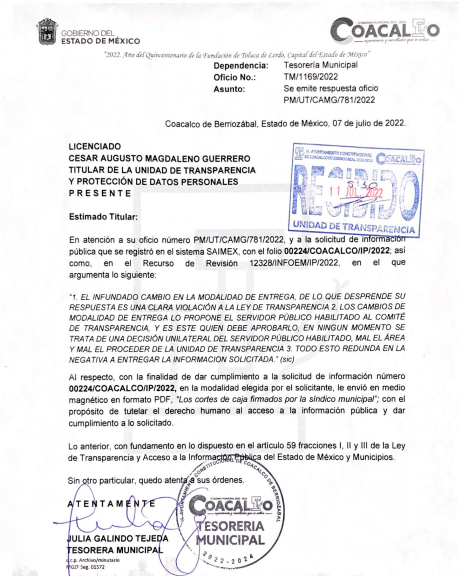 GOBIERNO DEL
ESTADO DE MÉXICO
COACALCO
"2022. Año del Quincentenario de la Fundación de Toluca de Lerdo, Capital del Estado de México"
Dependencia: Tesorería Municipal
Oficio No.: TM/1169/2022
Asunto: Se emite respuesta oficio
PM/UT/CAMG/781/2022
Coacalco de Berriozábal, Estado de México, 07 de julio de 2022.
LICENCIADO
CESAR AUGUSTO MAGDALENO GUERRERO
TITULAR DE LA UNIDAD DE TRANSPARENCIA
Y PROTECCIÓN DE DATOS PERSONALES
P R E S E N T E
H. AYUNTAMIENTO CONSTITUCIONAL
COACALCO
RECIBIDO
11 JUL. 2022
UNIDAD DE TRANSPARENCIA
Estimado Titular:
En atención a su oficio número PM/UT/CAMG/781/2022, y a la solicitud de información
pública que se registró en el sistema SAIMEX, con el folio 00224/COACALCO/IP/2022; así
como, en el Recurso de Revisión 12328/INFOEM/IP/2022, en el que
argumenta lo siguiente:
"1. EL INFUNDADO CAMBIO EN LA MODALIDAD DE ENTREGA, DE LO QUE DESPRENDE SU
RESPUESTA ES UNA CLARA VIOLACIÓN A LA LEY DE TRANSPARENCIA 2. LOS CAMBIOS DE
MODALIDAD DE ENTREGA LO PROPONE EL SERVIDOR PÚBLICO HABILITADO AL COMITÉ
DE TRANSPARENCIA, Y ES ESTE QUIEN DEBE APROBARLO, EN NINGUN MOMENTO SE
TRATA DE UNA DECISIÓN UNILATERAL DEL SERVIDOR PÚBLICO HABILITADO, MAL EL ÁREA
Y MAL EL PROCEDER DE LA UNIDAD DE TRANSPARENCIA 3. TODO ESTO REDUNDA EN LA
NEGATIVA A ENTREGAR LA INFORMACIÓN SOLICITADA." (sic)
Al respecto, con la finalidad de dar cumplimiento a la solicitud de información número
00224/COACALCO/IP/2022, en la modalidad elegida por el solicitante, le envió en medio
magnético en formato PDF, "Los cortes de caja firmados por la síndico municipal"; con el
propósito de tutelar el derecho humano al acceso a la información pública y dar
cumplimiento a lo solicitado.
Lo anterior, con fundamento en lo dispuesto en el artículo 59 fracciones I, II y III de la Ley
de Transparencia y Acceso a la Información Pública del Estado de México y Municipios.
Sin otro particular, quedo atenta a sus órdenes.
A T E N T A M E N T E
COACALCO
TESORERIA
MUNICIPAL
2022-2024
JULIA GALINDO TEJEDA
TESORERA MUNICIPAL
c.c.p. Archivo/minutario